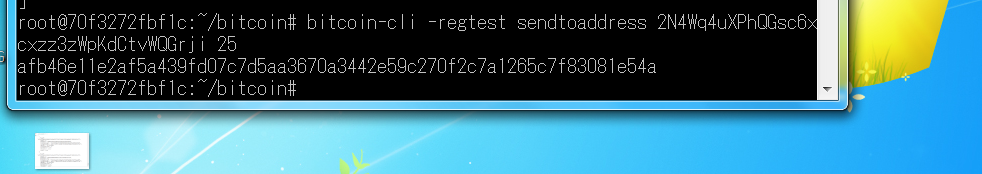 ]
root@70f3272fbf1c:~/bitcoin# bitcoin-cli -regtest sendtoaddress 2N4Wq4uXPhQGsc6x
cxzz3zWpKdCtvWQGrji 25
afb46e11e2af5a439fd07c7d5aa3670a3442e59c270f2c7a1265c7f83081e54a
root@70f3272fbf1c:~/bitcoin#